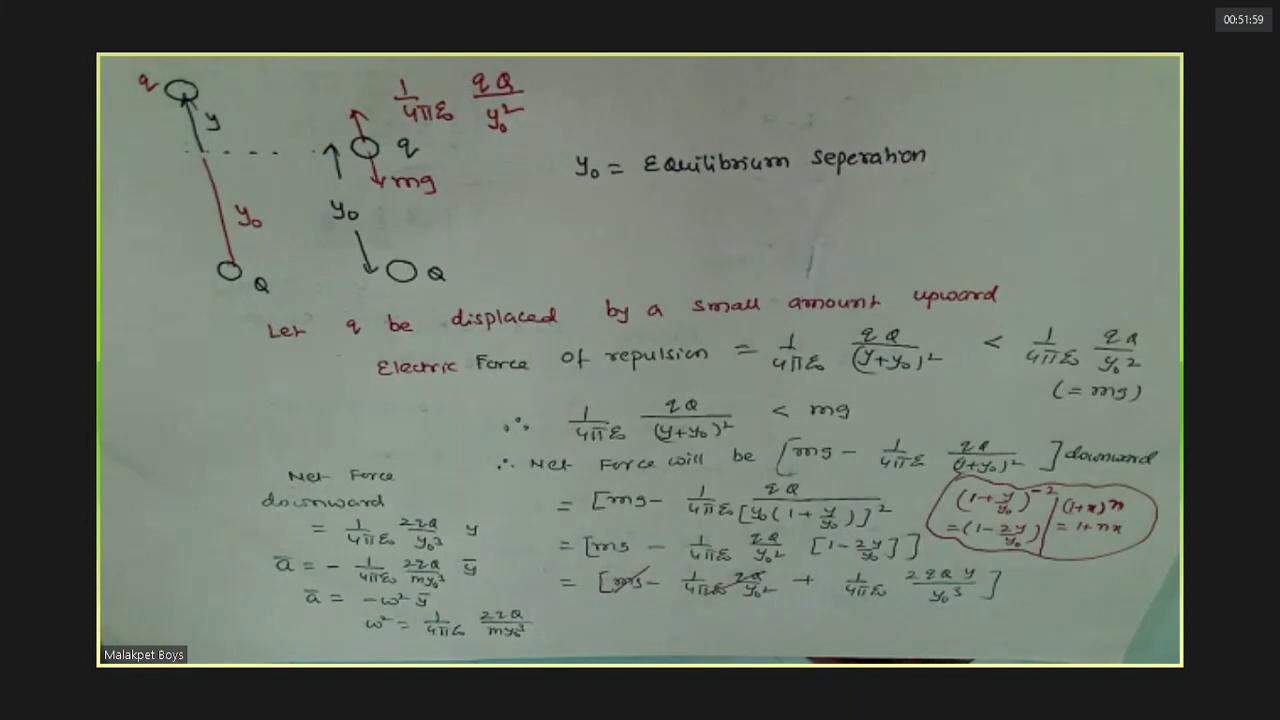 00:51:59
q
y
y₀
Q
1/4πε₀ qQ/y₀²
q
mg
y₀
Q
y₀ = Equilibrium seperation
Let q be displaced by a small amount upward
Electric Force of repulsion = 1/4πε₀ qQ/(y+y₀)² < 1/4πε₀ qQ/y₀²
(= mg)
∴ 1/4πε₀ qQ/(y+y₀)² < mg
∴ Net Force will be [mg - 1/4πε₀ qQ/(y+y₀)²] downward
= [mg - 1/4πε₀ qQ/[y₀(1+y/y₀)]²
= [mg - 1/4πε₀ qQ/y₀² [1-2y/y₀]]
= [mg - 1/4πε₀ qQ/y₀² + 1/4πε₀ 2qQy/y₀³]
(1+y/y₀)⁻² (1+x)ⁿ
=(1-2y/y₀) = 1+nx
Net Force
downward
= 1/4πε₀ 2qQ/y₀³ y
a̅ = - 1/4πε₀ 2qQ/my₀³ y̅
a̅ = -ω² y̅
ω² = 1/4πε₀ 2qQ/my₀³
Malakpet Boys